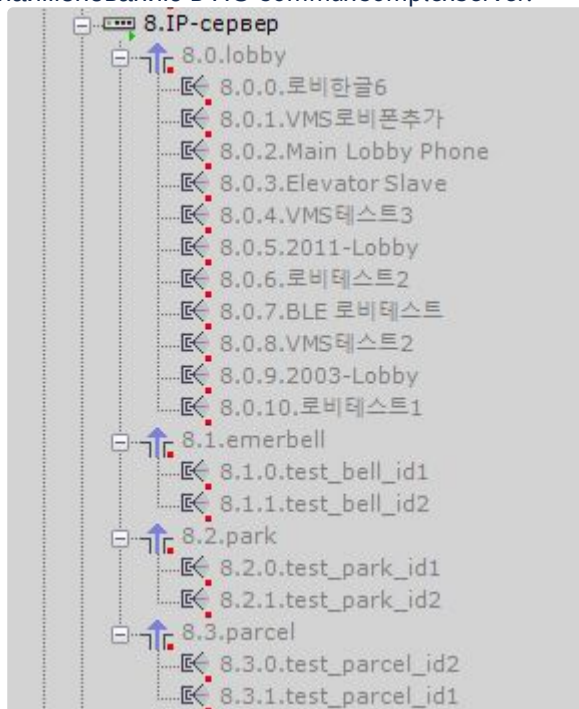 8.IP-сервер
8.0.lobby
8.0.0.로비한글6
8.0.1.VMS로비폰추가
8.0.2.Main Lobby Phone
8.0.3.Elevator Slave
8.0.4.VMS테스트3
8.0.5.2011-Lobby
8.0.6.로비테스트2
8.0.7.BLE 로비테스트
8.0.8.VMS테스트2
8.0.9.2003-Lobby
8.0.10.로비테스트1
8.1.emerbell
8.1.0.test_bell_id1
8.1.1.test_bell_id2
8.2.park
8.2.0.test_park_id1
8.2.1.test_park_id2
8.3.parcel
8.3.0.test_parcel_id2
8.3.1.test_parcel_id1